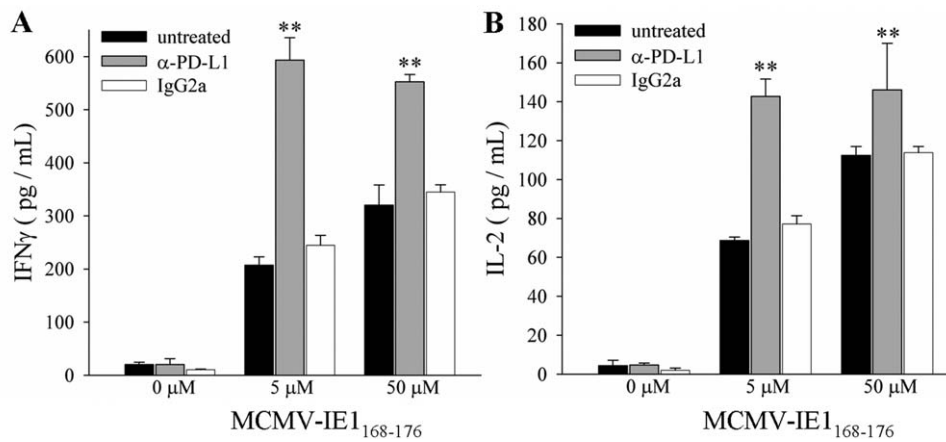 A
untreated
α-PD-L1
IgG2a
**
**
IFNγ ( pg / mL)
600
500
400
300
200
100
0
0 μM
5 μM
50 μM
MCMV-IE1168-176
B
untreated
α-PD-L1
IgG2a
**
**
IL-2 ( pg / mL)
180
160
140
120
100
80
60
40
20
0
0 μM
5 μM
50 μM
MCMV-IE1168-176